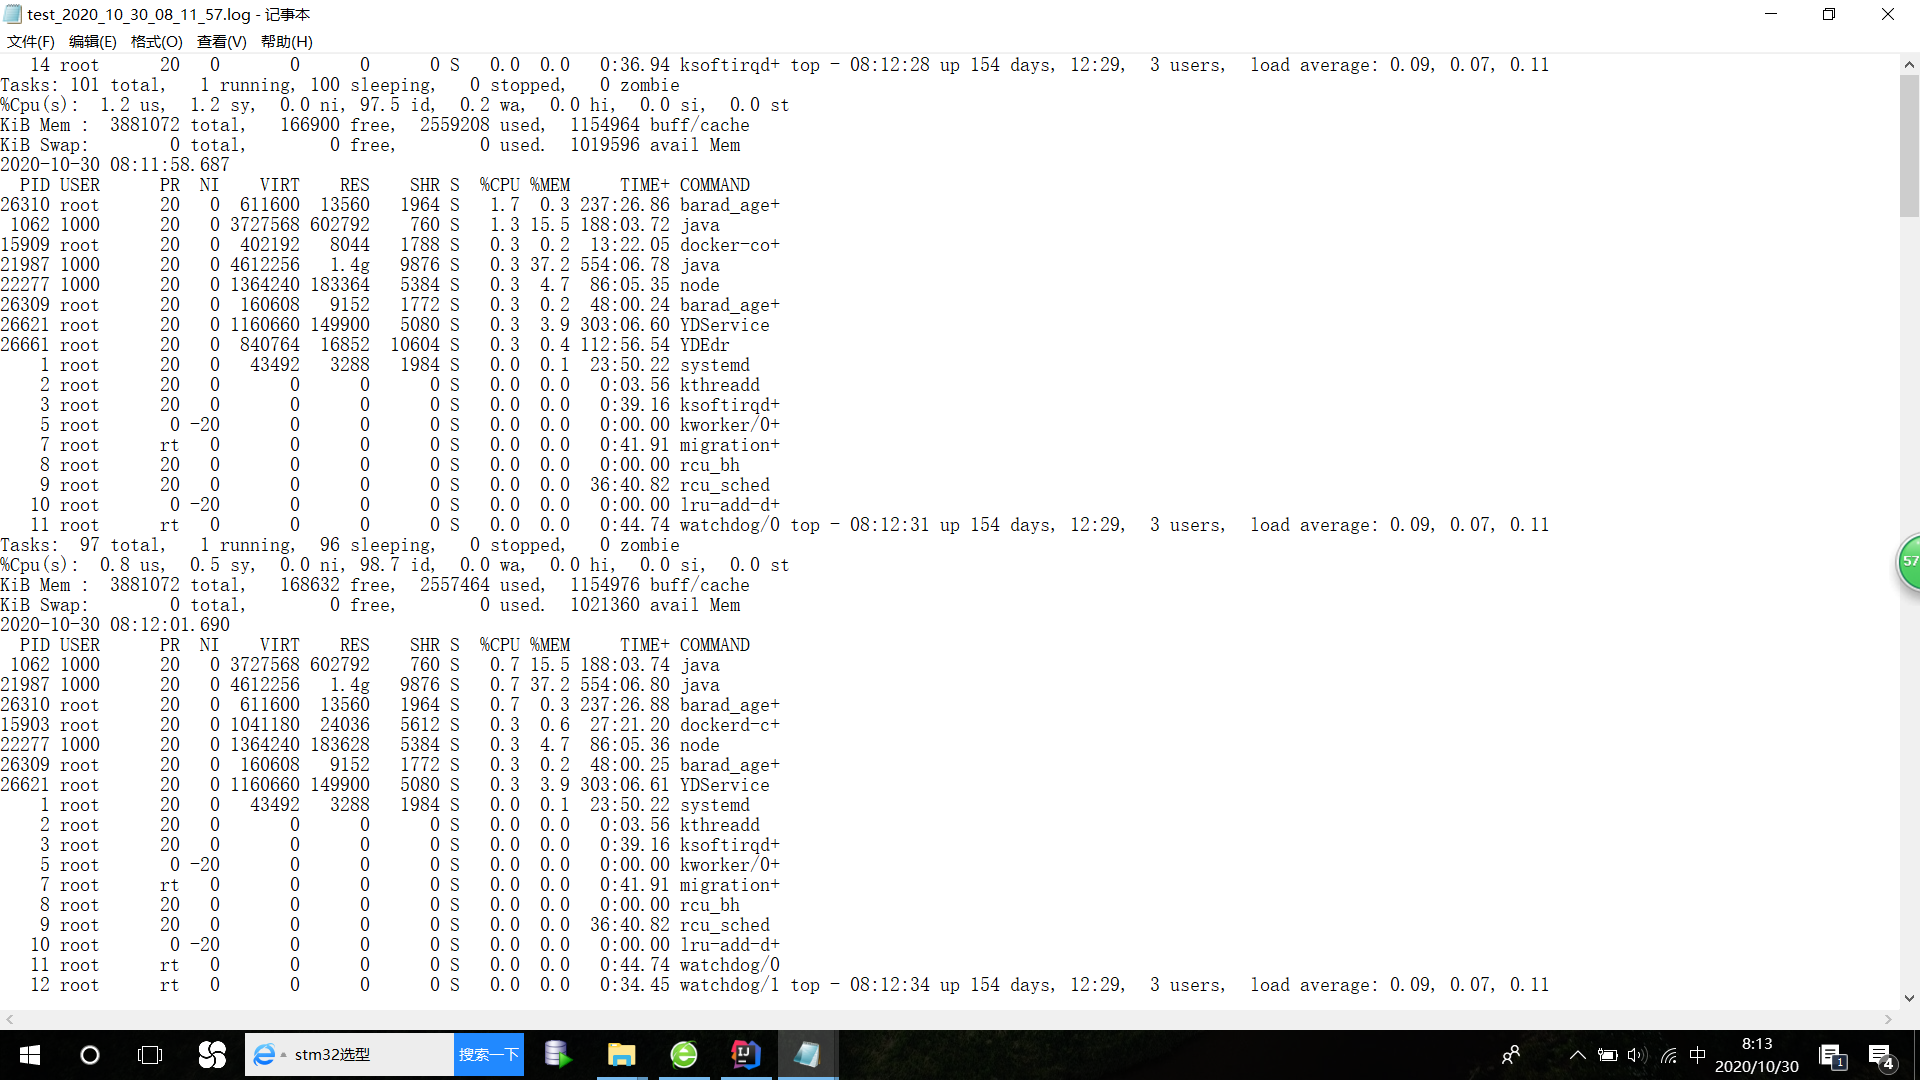 test_2020_10_30_08_11_57.log - 记事本
文件(F) 编辑(E) 格式(O) 查看(V) 帮助(H)
   14 root      20   0       0      0      0 S   0.0  0.0   0:36.94 ksoftirqd+ top - 08:12:28 up 154 days, 12:29,  3 users,  load average: 0.09, 0.07, 0.11
Tasks: 101 total,   1 running, 100 sleeping,   0 stopped,   0 zombie
%Cpu(s):  1.2 us,  1.2 sy,  0.0 ni, 97.5 id,  0.2 wa,  0.0 hi,  0.0 si,  0.0 st
KiB Mem :  3881072 total,   166900 free,  2559208 used,  1154964 buff/cache
KiB Swap:        0 total,        0 free,        0 used.  1019596 avail Mem
2020-10-30 08:11:58.687
  PID USER      PR  NI    VIRT    RES    SHR S  %CPU %MEM     TIME+ COMMAND
26310 root      20   0  611600  13560   1964 S   1.7  0.3 237:26.86 barad_age+
 1062 1000      20   0 3727568 602792    760 S   1.3 15.5 188:03.72 java
15909 root      20   0  402192   8044   1788 S   0.3  0.2  13:22.05 docker-co+
21987 1000      20   0 4612256   1.4g   9876 S   0.3 37.2 554:06.78 java
22277 1000      20   0 1364240 183364   5384 S   0.3  4.7  86:05.35 node
26309 root      20   0  160608   9152   1772 S   0.3  0.2  48:00.24 barad_age+
26621 root      20   0 1160660 149900   5080 S   0.3  3.9 303:06.60 YDService
26661 root      20   0  840764  16852  10604 S   0.3  0.4 112:56.54 YDEdr
    1 root      20   0   43492   3288   1984 S   0.0  0.1  23:50.22 systemd
    2 root      20   0       0      0      0 S   0.0  0.0   0:03.56 kthreadd
    3 root      20   0       0      0      0 S   0.0  0.0   0:39.16 ksoftirqd+
    5 root       0 -20       0      0      0 S   0.0  0.0   0:00.00 kworker/0+
    7 root      rt   0       0      0      0 S   0.0  0.0   0:41.91 migration+
    8 root      20   0       0      0      0 S   0.0  0.0   0:00.00 rcu_bh
    9 root      20   0       0      0      0 S   0.0  0.0  36:40.82 rcu_sched
   10 root       0 -20       0      0      0 S   0.0  0.0   0:00.00 lru-add-d+
   11 root      rt   0       0      0      0 S   0.0  0.0   0:44.74 watchdog/0 top - 08:12:31 up 154 days, 12:29,  3 users,  load average: 0.09, 0.07, 0.11
Tasks:  97 total,   1 running,  96 sleeping,   0 stopped,   0 zombie
%Cpu(s):  0.8 us,  0.5 sy,  0.0 ni, 98.7 id,  0.0 wa,  0.0 hi,  0.0 si,  0.0 st
KiB Mem :  3881072 total,   168632 free,  2557464 used,  1154976 buff/cache
KiB Swap:        0 total,        0 free,        0 used.  1021360 avail Mem
2020-10-30 08:12:01.690
  PID USER      PR  NI    VIRT    RES    SHR S  %CPU %MEM     TIME+ COMMAND
 1062 1000      20   0 3727568 602792    760 S   0.7 15.5 188:03.74 java
21987 1000      20   0 4612256   1.4g   9876 S   0.7 37.2 554:06.80 java
26310 root      20   0  611600  13560   1964 S   0.7  0.3 237:26.88 barad_age+
15903 root      20   0 1041180  24036   5612 S   0.3  0.6  27:21.20 dockerd-c+
22277 1000      20   0 1364240 183628   5384 S   0.3  4.7  86:05.36 node
26309 root      20   0  160608   9152   1772 S   0.3  0.2  48:00.25 barad_age+
26621 root      20   0 1160660 149900   5080 S   0.3  3.9 303:06.61 YDService
    1 root      20   0   43492   3288   1984 S   0.0  0.1  23:50.22 systemd
    2 root      20   0       0      0      0 S   0.0  0.0   0:03.56 kthreadd
    3 root      20   0       0      0      0 S   0.0  0.0   0:39.16 ksoftirqd+
    5 root       0 -20       0      0      0 S   0.0  0.0   0:00.00 kworker/0+
    7 root      rt   0       0      0      0 S   0.0  0.0   0:41.91 migration+
    8 root      20   0       0      0      0 S   0.0  0.0   0:00.00 rcu_bh
    9 root      20   0       0      0      0 S   0.0  0.0  36:40.82 rcu_sched
   10 root       0 -20       0      0      0 S   0.0  0.0   0:00.00 lru-add-d+
   11 root      rt   0       0      0      0 S   0.0  0.0   0:44.74 watchdog/0
   12 root      rt   0       0      0      0 S   0.0  0.0   0:34.45 watchdog/1 top - 08:12:34 up 154 days, 12:29,  3 users,  load average: 0.09, 0.07, 0.11
57
stm32选型 搜索一下
中
8:13
2020/10/30
1
4